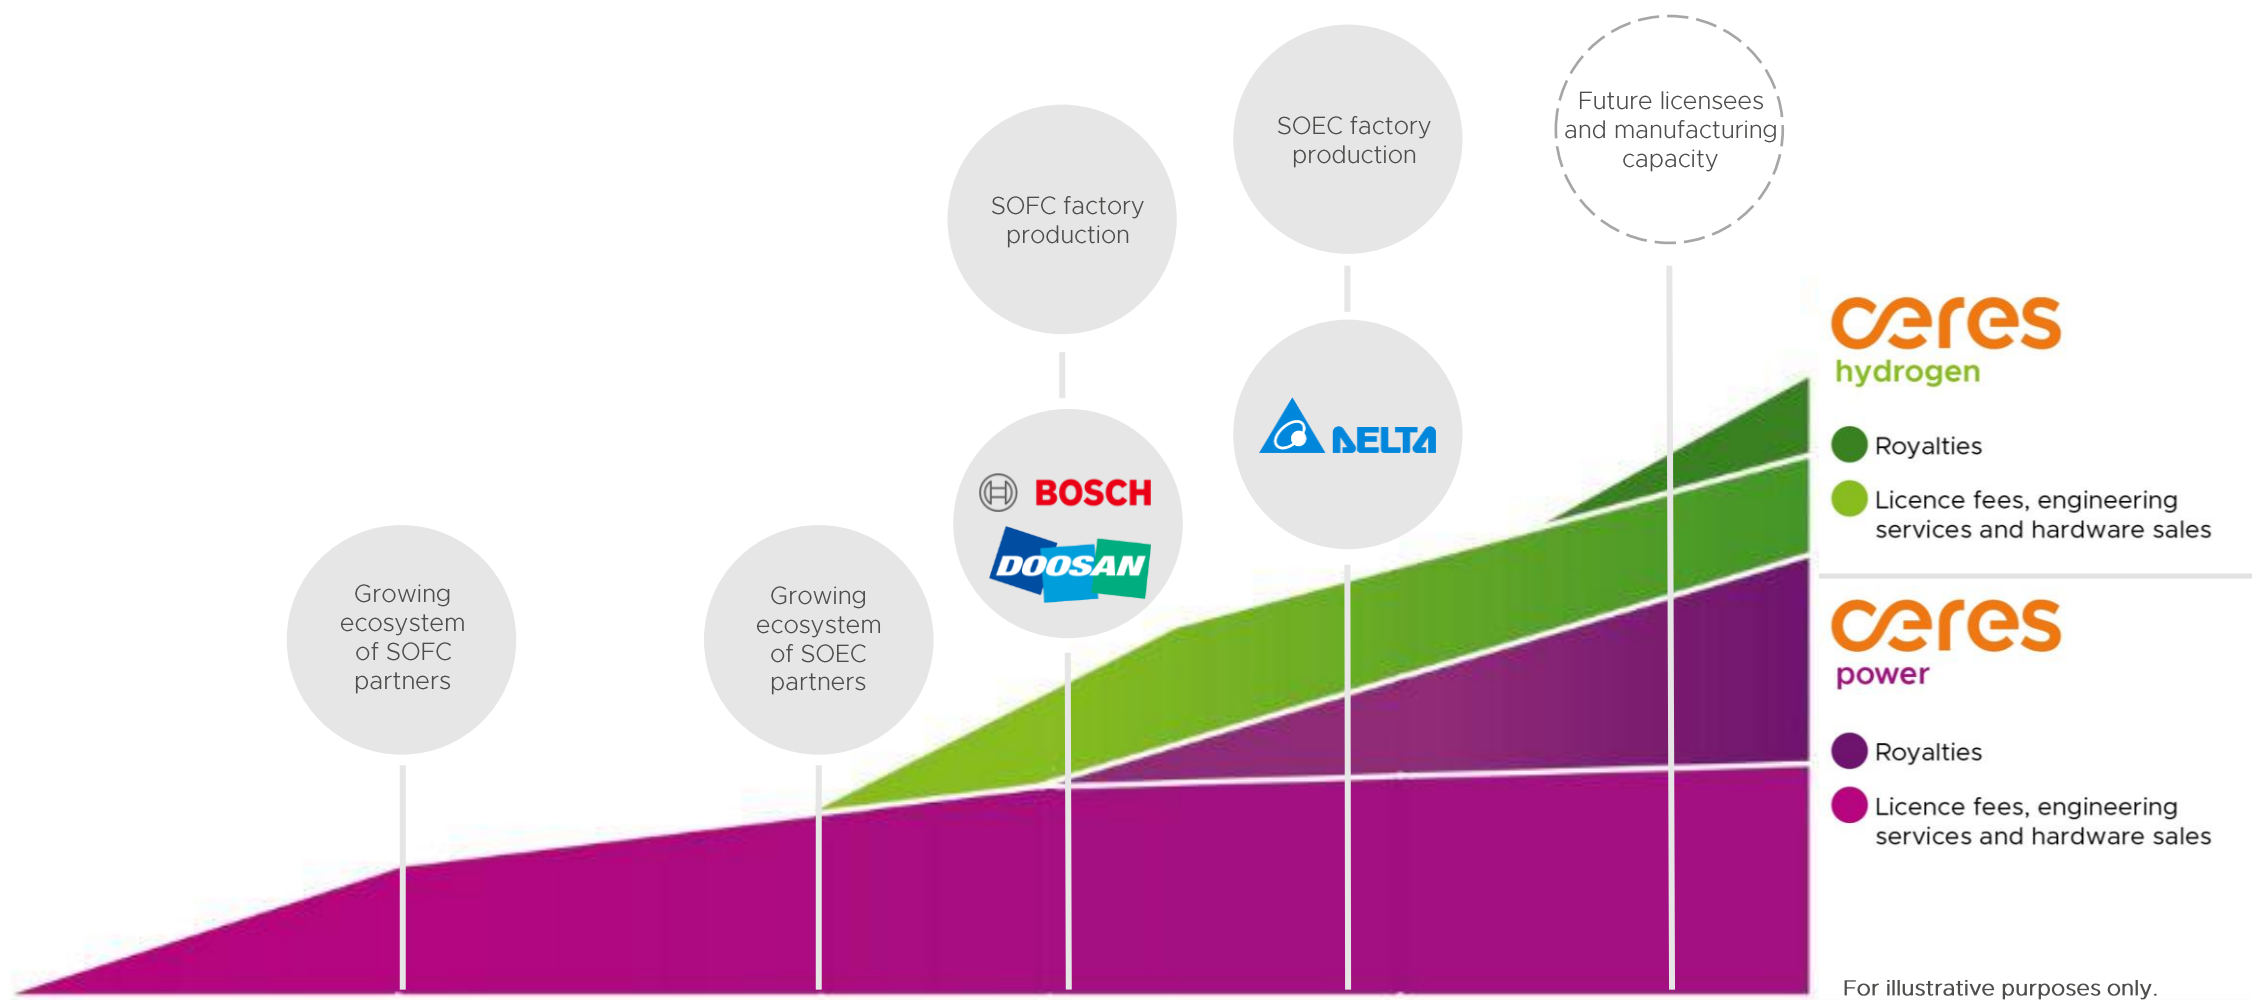 Growing
ecosystem
of SOFC
partners
Growing
ecosystem
of SOEC
partners
SOFC factory
production
BOSCH
DOOSAN
SOEC factory
production
DELTA
Future licensees
and manufacturing
capacity
ceres
hydrogen
Royalties
Licence fees, engineering
services and hardware sales
ceres
power
Royalties
Licence fees, engineering
services and hardware sales
For illustrative purposes only.